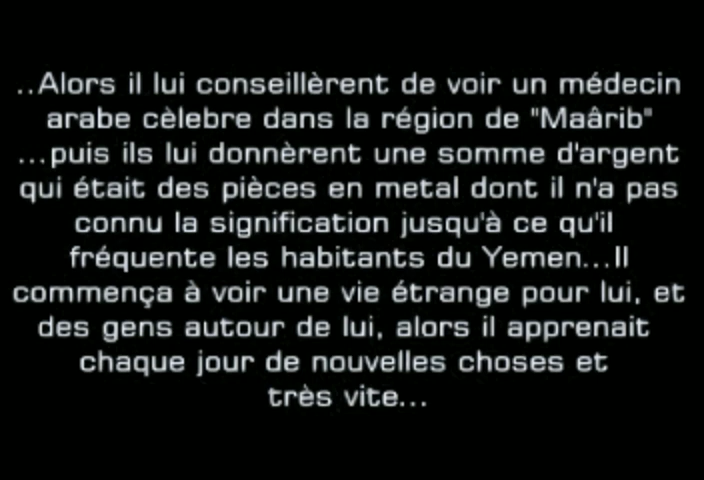 ..Alors il lui conseillèrent de voir un médecin
arabe cèlebre dans la région de "Maârib"
...puis ils lui donnèrent une somme d'argent
qui était des pièces en metal dont il n'a pas
connu la signification jusqu'à ce qu'il
fréquente les habitants du Yemen...Il
commença à voir une vie étrange pour lui, et
des gens autour de lui, alors il apprenait
chaque jour de nouvelles choses et
très vite...